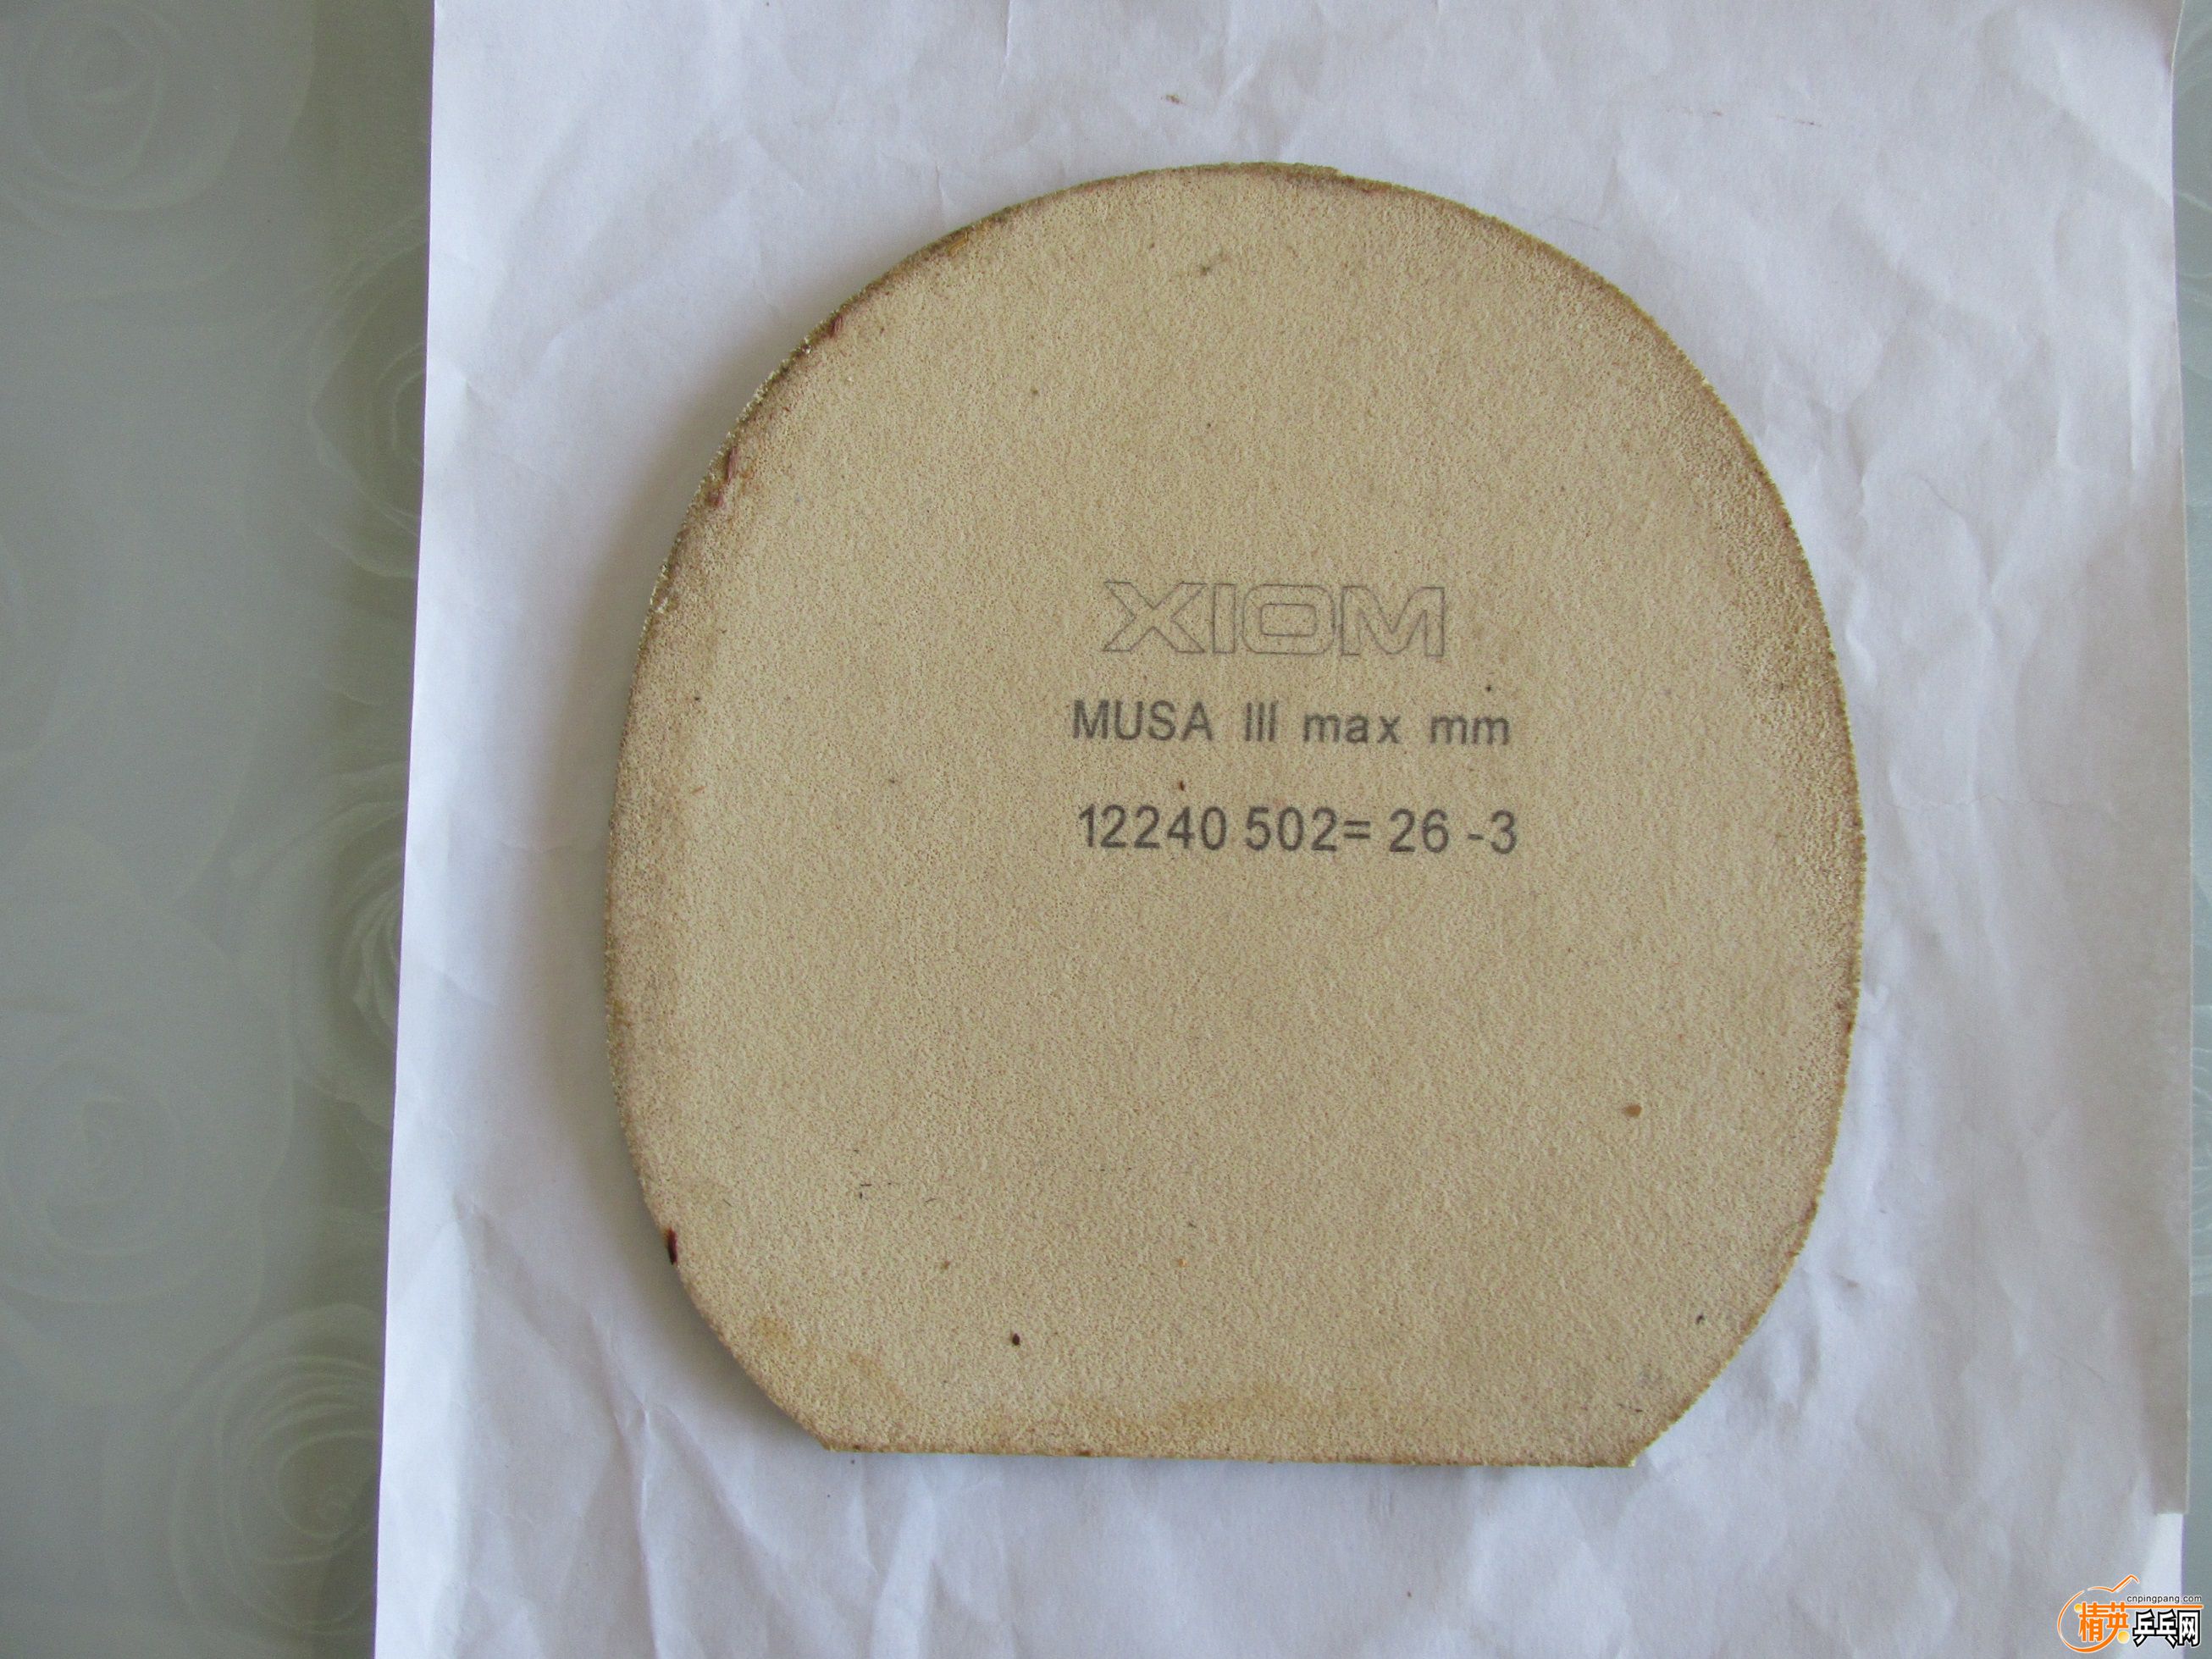 XIOM
MUSA III max mm
12240 502= 26 -3
cnpingpang.com
精英乒乓网